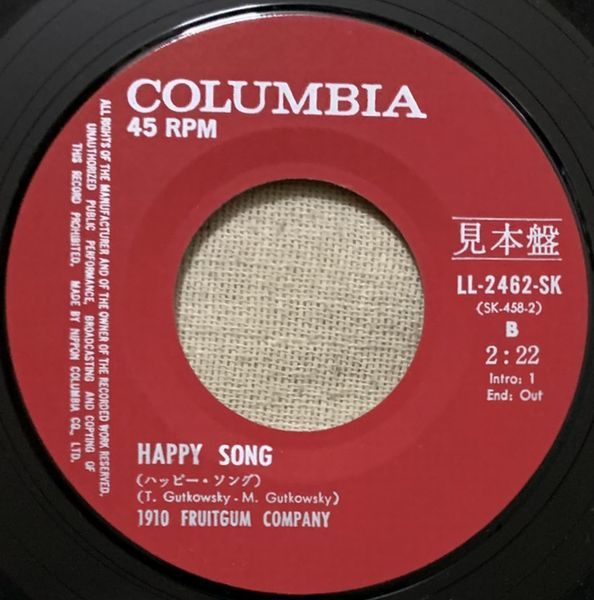 COLUMBIA
45 RPM
ALL RIGHTS OF THE MANUFACTURER AND OF THE OWNER OF THE RECORDED WORK RESERVED.
UNAUTHORIZED PUBLIC PERFORMANCE, BROADCASTING AND COPYING OF
THIS RECORD PROHIBITED. MADE BY NIPPON COLUMBIA CO., LTD.
見本盤
LL-2462-SK
(SK-458-2)
B
2:22
Intro: 1
End: Out
HAPPY SONG
(ハッピー・ソング)
(T. Gutkowsky - M. Gutkowsky)
1910 FRUITGUM COMPANY